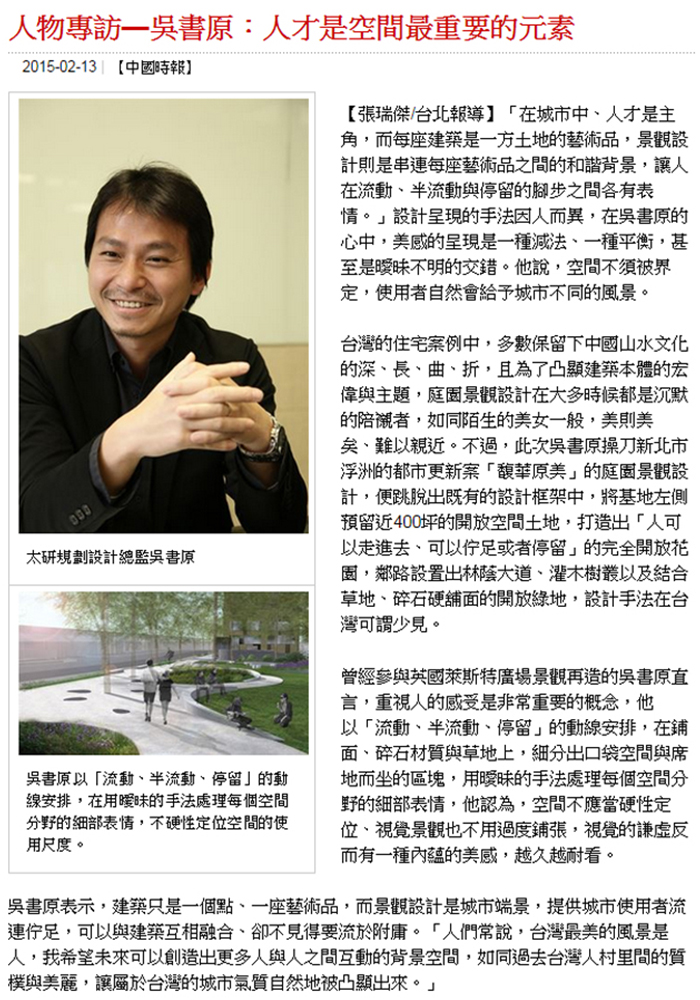 人物專訪—吳書原：人才是空間最重要的元素
2015-02-13 | 【中國時報】
太研規劃設計總監吳書原
吳書原以「流動、半流動、停留」的動
線安排，在用曖昧的手法處理每個空間
分野的細部表情，不硬性定位空間的使
用尺度。
【張瑞傑/台北報導】「在城市中、人才是主
角，而每座建築是一方土地的藝術品，景觀設
計則是串連每座藝術品之間的和諧背景，讓人
在流動、半流動與停留的腳步之間各有表
情。」設計呈現的手法因人而異，在吳書原的
心中，美感的呈現是一種減法、一種平衡，甚
至是曖昧不明的交錯。他說，空間不須被界
定，使用者自然會給予城市不同的風景。
台灣的住宅案例中，多數保留下中國山水文化
的深、長、曲、折，且為了凸顯建築本體的宏
偉與主題，庭園景觀設計在大多時候都是沉默
的陪襯者，如同陌生的美女一般，美則美
矣、難以親近。不過，此次吳書原操刀新北市
浮洲的都市更新案「馥華原美」的庭園景觀設
計，便跳脫出既有的設計框架中，將基地左側
預留近400坪的開放空間土地，打造出「人可
以走進去、可以佇足或者停留」的完全開放花
園，鄰路設置出林蔭大道、灌木樹叢以及結合
草地、碎石硬舖面的開放綠地，設計手法在台
灣可謂少見。
曾經參與英國萊斯特廣場景觀再造的吳書原直
言，重視人的感受是非常重要的概念，他
以「流動、半流動、停留」的動線安排，在鋪
面、碎石材質與草地上，細分出口袋空間與席
地而坐的區塊，用曖昧的手法處理每個空間分
野的細部表情，他認為，空間不應當硬性定
位、視覺景觀也不用過度鋪張，視覺的謙虛反
而有一種內蘊的美感，越久越耐看。
吳書原表示，建築只是一個點、一座藝術品，而景觀設計是城市端景，提供城市使用者流
連佇足，可以與建築互相融合、卻不見得要流於附庸。「人們常說，台灣最美的風景是
人，我希望未來可以創造出更多人與人之間互動的背景空間，如同過去台灣人村里間的質
樸與美麗，讓屬於台灣的城市氣質自然地被凸顯出來。」